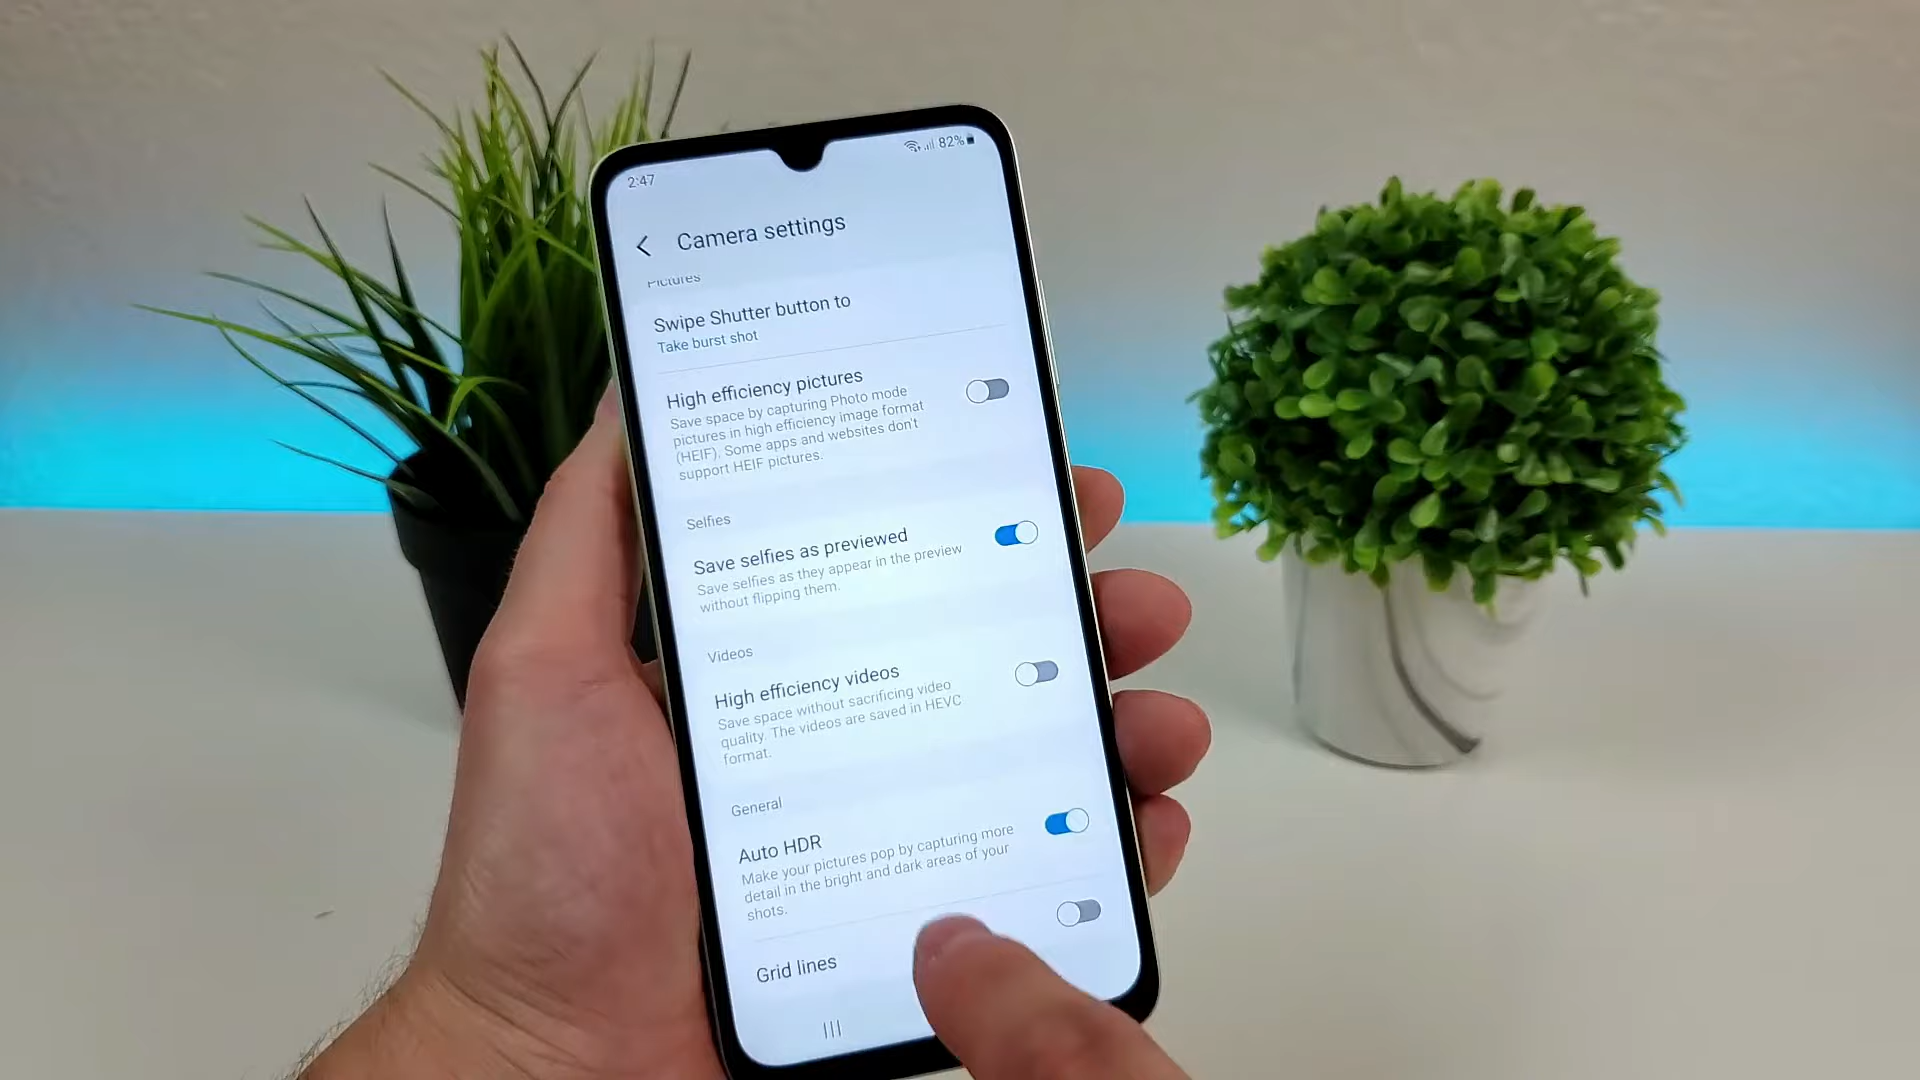 2:47
82%
Camera settings
Pictures
Swipe Shutter button to
Take burst shot
High efficiency pictures
Save space by capturing Photo mode
pictures in high efficiency image format
(HEIF). Some apps and websites don't
support HEIF pictures.
Selfies
Save selfies as previewed
Save selfies as they appear in the preview
without flipping them.
Videos
High efficiency videos
Save space without sacrificing video
quality. The videos are saved in HEVC
format.
General
Auto HDR
Make your pictures pop by capturing more
detail in the bright and dark areas of your
shots.
Grid lines